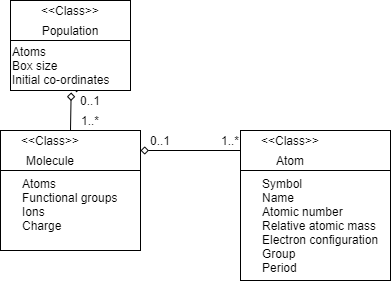 <<Class>>
Population
Atoms
Box size
Initial co-ordinates
0..1
1..*
<<Class>>
Molecule
Atoms
Functional groups
Ions
Charge
0..1
1..*
<<Class>>
Atom
Symbol
Name
Atomic number
Relative atomic mass
Electron configuration
Group
Period